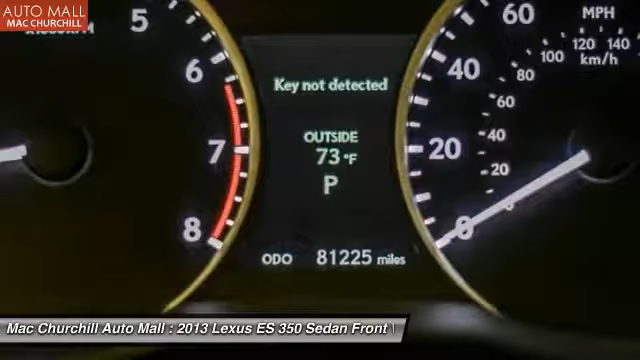 AUTO MALL
MAC CHURCHILL
5
6
7
8
Key not detected
OUTSIDE
73°F
P
ODO 81225 miles
60
40
20
0
MPH
km/h
140
120
100
80
60
40
20
Mac Churchill Auto Mall : 2013 Lexus ES 350 Sedan Front